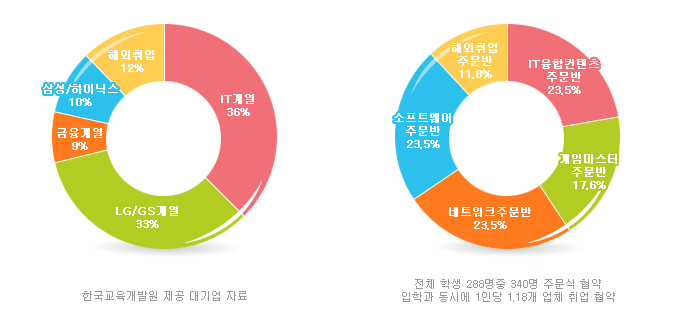 해외취업
12%
삼성/하이닉스
10%
금융계열
9%
IT계열
36%
LG/GS계열
33%
한국교육개발원 제공 대기업 자료
해외취업
주문반
11.8%
IT융합컨텐츠
주문반
23.5%
소프트웨어
주문반
23.5%
게임마스터
주문반
17.6%
네트워크주문반
23.5%
전체 학생 288명중 340명 주문식 협약
입학과 동시에 1인당 1.18개 업체 취업 협약